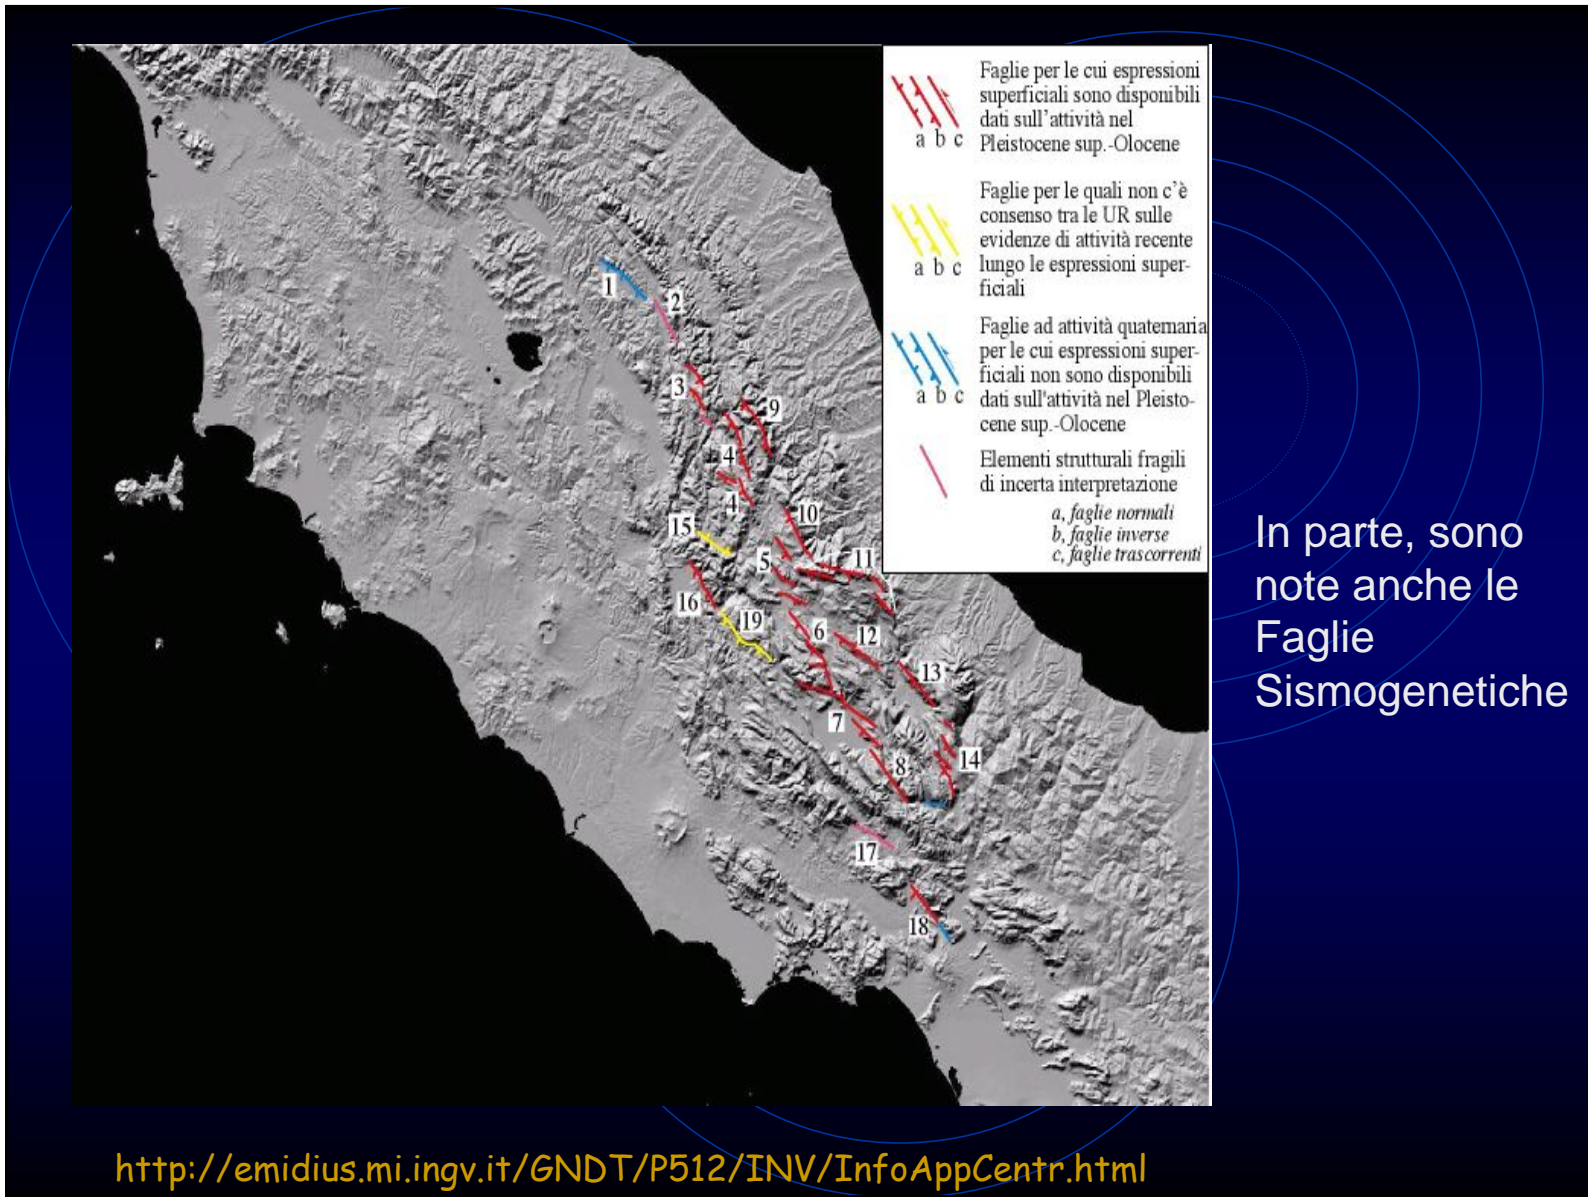 Faglie per le cui espressioni
superficiali sono disponibili
dati sull'attività nel
Pleistocene sup.-Olocene
a b c
Faglie per le quali non c'è
consenso tra le UR sulle
evidenze di attività recente
lungo le espressioni super-
ficiali
a b c
Faglie ad attività quaternaria
per le cui espressioni super-
ficiali non sono disponibili
dati sull'attività nel Pleisto-
cene sup.-Olocene
a b c
Elementi strutturali fragili
di incerta interpretazione
a, faglie normali
b, faglie inverse
c, faglie trascorrenti
1
2
3
9
4
4
10
15
5
11
16
19
6
12
13
7
8
14
17
18
In parte, sono
note anche le
Faglie
Sismogenetiche
http://emidius.mi.ingv.it/GNDT/P512/INV/InfoAppCentr.html